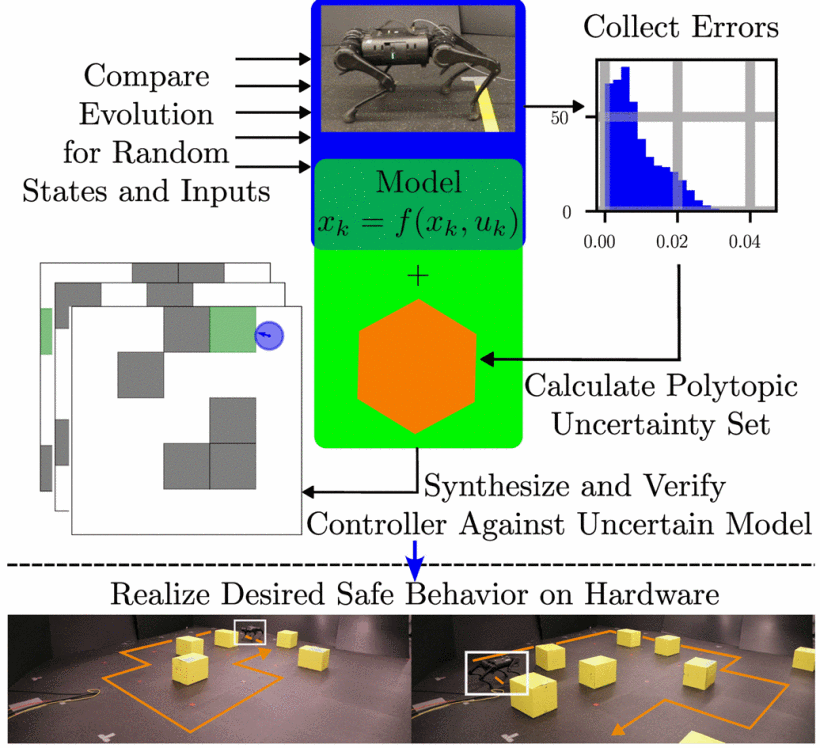 Collect Errors
Compare
Evolution
for Random
States and Inputs
50
0
0.00 0.02 0.04
Model
x_k = f(x_k, u_k)
+
Calculate Polytopic
Uncertainty Set
Synthesize and Verify
Controller Against Uncertain Model
Realize Desired Safe Behavior on Hardware